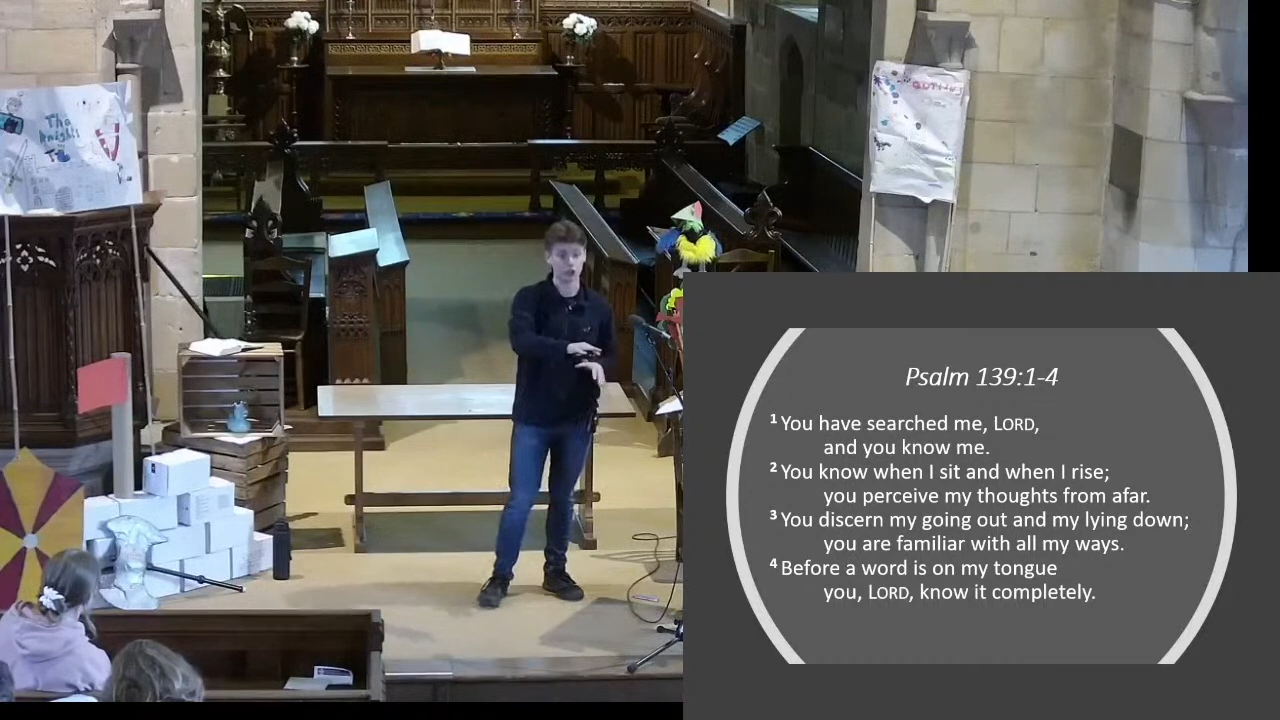 The
Knights
Psalm 139:1-4
1 You have searched me, LORD,
and you know me.
2 You know when I sit and when I rise;
you perceive my thoughts from afar.
3 You discern my going out and my lying down;
you are familiar with all my ways.
4 Before a word is on my tongue
you, LORD, know it completely.